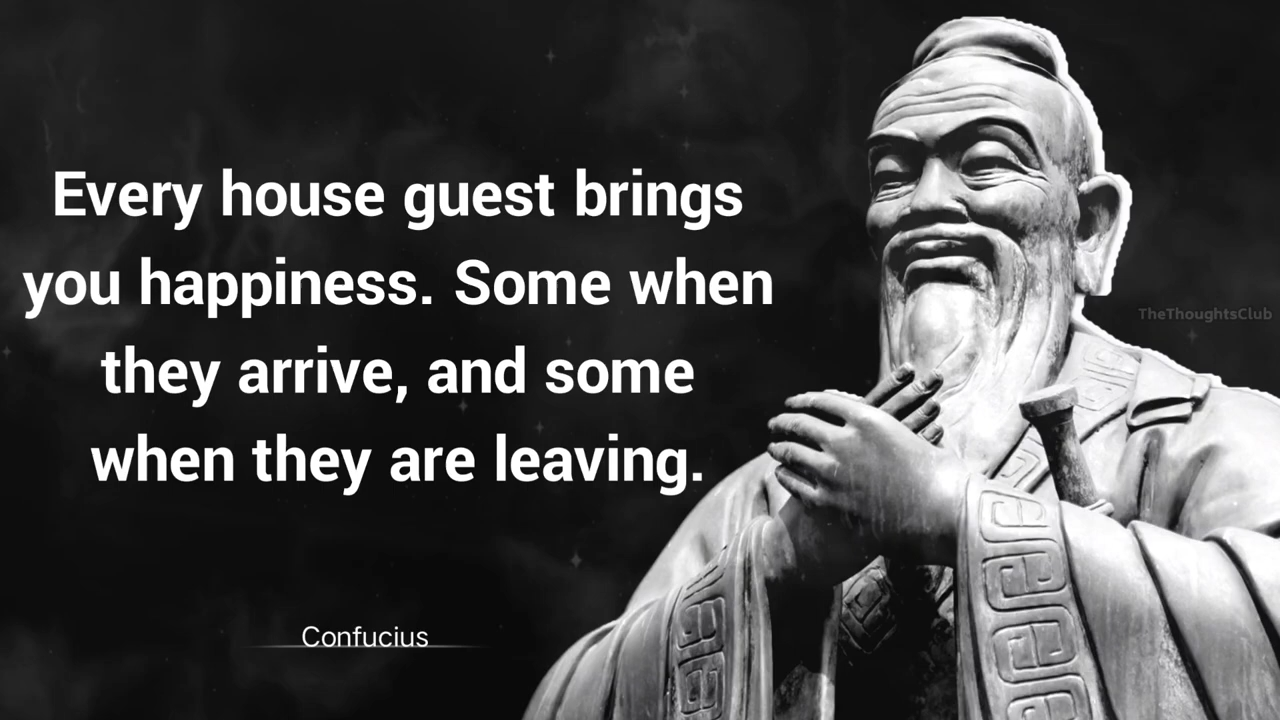 Every house guest brings
you happiness. Some when
they arrive, and some
when they are leaving.
TheThoughtsClub
Confucius